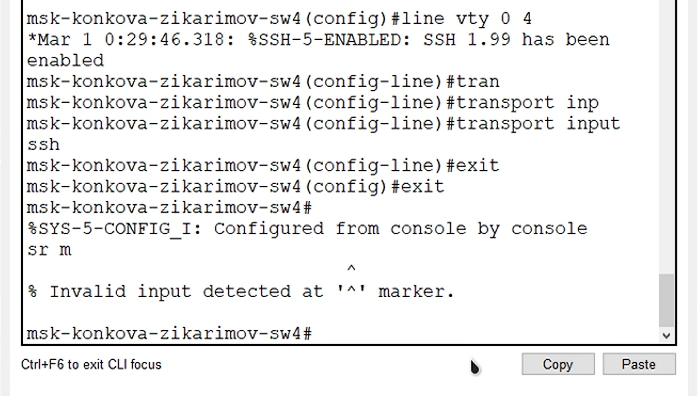 msk-konkova-zikarimov-sw4(config)#line vty 0 4
*Mar 1 0:29:46.318: %SSH-5-ENABLED: SSH 1.99 has been
enabled
msk-konkova-zikarimov-sw4(config-line)#tran
msk-konkova-zikarimov-sw4(config-line)#transport inp
msk-konkova-zikarimov-sw4(config-line)#transport input
ssh
msk-konkova-zikarimov-sw4(config-line)#exit
msk-konkova-zikarimov-sw4(config)#exit
msk-konkova-zikarimov-sw4#
%SYS-5-CONFIG_I: Configured from console by console
sr m
^
% Invalid input detected at '^' marker.
msk-konkova-zikarimov-sw4#
Ctrl+F6 to exit CLI focus
Copy
Paste